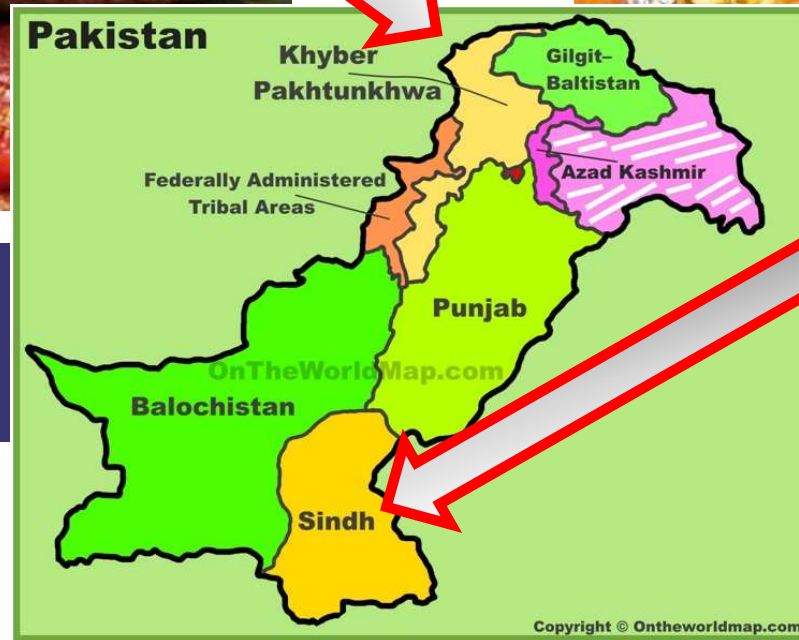 Pakistan
Khyber
Pakhtunkhwa
Gilgit-
Baltistan
Azad Kashmir
Federally Administered
Tribal Areas
Punjab
OnTheWorldMap.com
Balochistan
Sindh
Copyright © Ontheworldmap.com